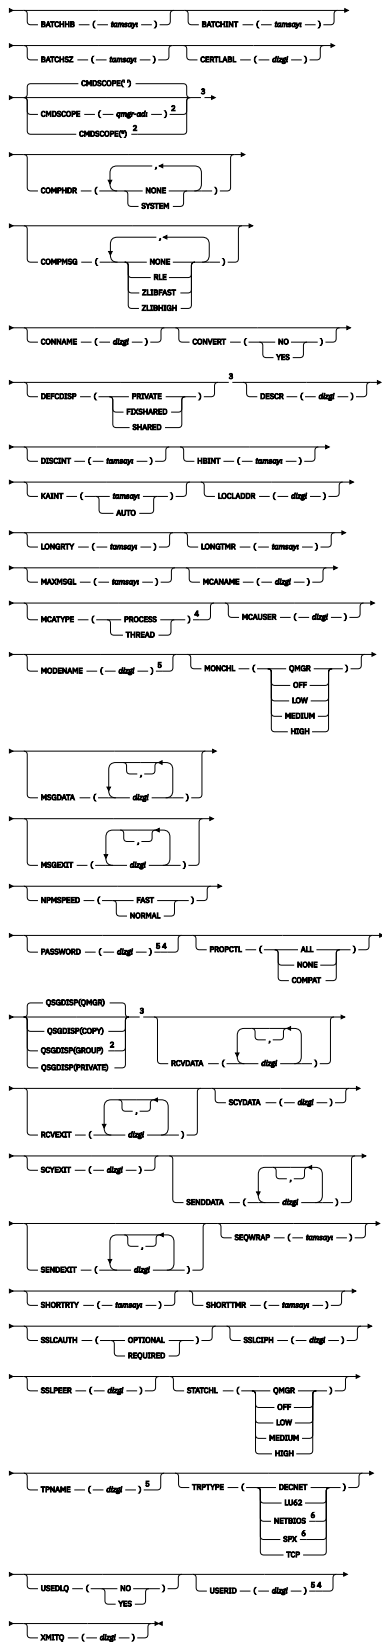 BATCHHB ( tamsayı ) BATCHINT ( tamsayı )
BATCHSZ ( tamsayı ) CERTLABL ( dizgi )
CMDSCOPE(' ') 3
CMDSCOPE ( qmgr-adı ) 2
CMDSCOPE(*) 2
COMPHDR ( , NONE )
SYSTEM
COMPMSG ( , NONE )
RLE
ZLIBFAST
ZLIBHIGH
CONNAME ( dizgi ) CONVERT ( NO )
YES
DEFCDISP ( PRIVATE ) 3 DESCR ( dizgi )
FIXSHARED
SHARED
DISCINT ( tamsayı ) HBINT ( tamsayı )
KAINT ( tamsayı ) LOCLADDR ( dizgi )
AUTO
LONGRTY ( tamsayı ) LONGTMR ( tamsayı )
MAXMSGL ( tamsayı ) MCANAME ( dizgi )
MCATYPE ( PROCESS ) 4 MCAUSER ( dizgi )
THREAD
MODENAME ( dizgi ) 5 MONCHL ( QMGR )
OFF
LOW
MEDIUM
HIGH
MSGDATA ( , dizgi )
MSGEXIT ( , dizgi )
NPMSPEED ( FAST )
NORMAL
PASSWORD ( dizgi ) 5 4 PROPCTL ( ALL )
NONE
COMPAT
QSGDISP(QMGR) 3
QSGDISP(COPY)
QSGDISP(GROUP) 2
QSGDISP(PRIVATE)
RCVDATA ( , dizgi )
RCVEXIT ( , dizgi ) SCYDATA ( dizgi )
SCYEXIT ( dizgi ) SENDDATA ( , dizgi )
SENDEXIT ( , dizgi ) SEQWRAP ( tamsayı )
SHORTRTY ( tamsayı ) SHORTTMR ( tamsayı )
SSLCAUTH ( OPTIONAL ) SSLCIPH ( dizgi )
REQUIRED
SSLPEER ( dizgi ) STATCHL ( QMGR )
OFF
LOW
MEDIUM
HIGH
TPNAME ( dizgi ) 5 TRPTYPE ( DECNET )
LU62
NETBIOS 6
SPX 6
TCP
USEDLQ ( NO ) USERID ( dizgi ) 5 4
YES
XMITQ ( dizgi )